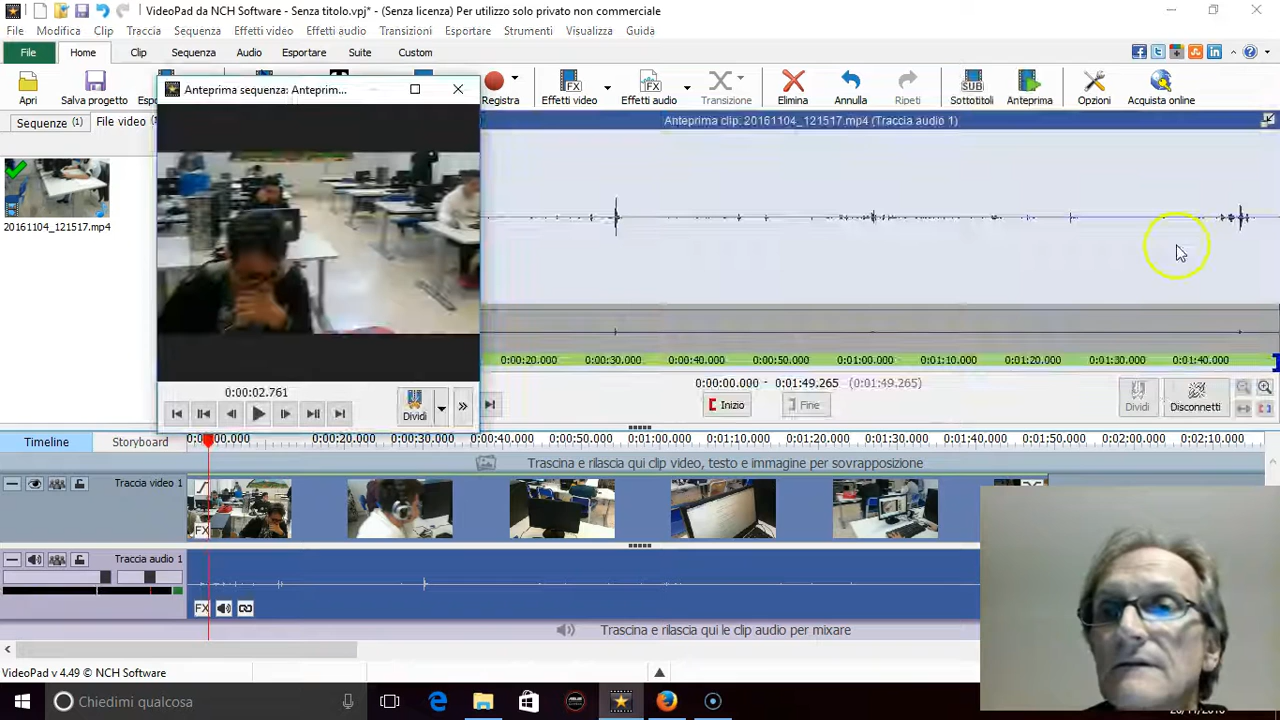 VideoPad da NCH Software - Senza titolo.vpj* - (Senza licenza) Per utilizzo solo privato non commerciale
File Modifica Clip Traccia Sequenza Effetti video Effetti audio Transizioni Esportare Strumenti Visualizza Guida
File Home Clip Sequenza Audio Esportare Suite Custom
Apri Salva progetto Registra Effetti video Effetti audio Transizione Elimina Annulla Ripeti Sottotitoli Anteprima Opzioni Acquista online
SUB
Anteprima sequenza: Anteprim...
Sequenze (1) File video
Anteprima clip: 20161104_121517.mp4 (Traccia audio 1)
20161104_121517.mp4
0:00:20.000 0:00:30.000 0:00:40.000 0:00:50.000 0:01:00.000 0:01:10.000 0:01:20.000 0:01:30.000 0:01:40.000
0:00:02.761
0:00:00.000 - 0:01:49.265 (0:01:49.265)
Dividi
Inizio Fine
Dividi Disconnetti
Timeline Storyboard
0:00:00.000 0:00:20.000 0:00:30.000 0:00:40.000 0:00:50.000 0:01:00.000 0:01:10.000 0:01:20.000 0:01:30.000 0:01:40.000 0:01:50.000 0:02:00.000 0:02:10.000
Trascina e rilascia qui clip video, testo e immagine per sovrapposizione
Traccia video 1
FX
Traccia audio 1
FX
Trascina e rilascia qui le clip audio per mixare
VideoPad v 4.49 © NCH Software
Chiedimi qualcosa